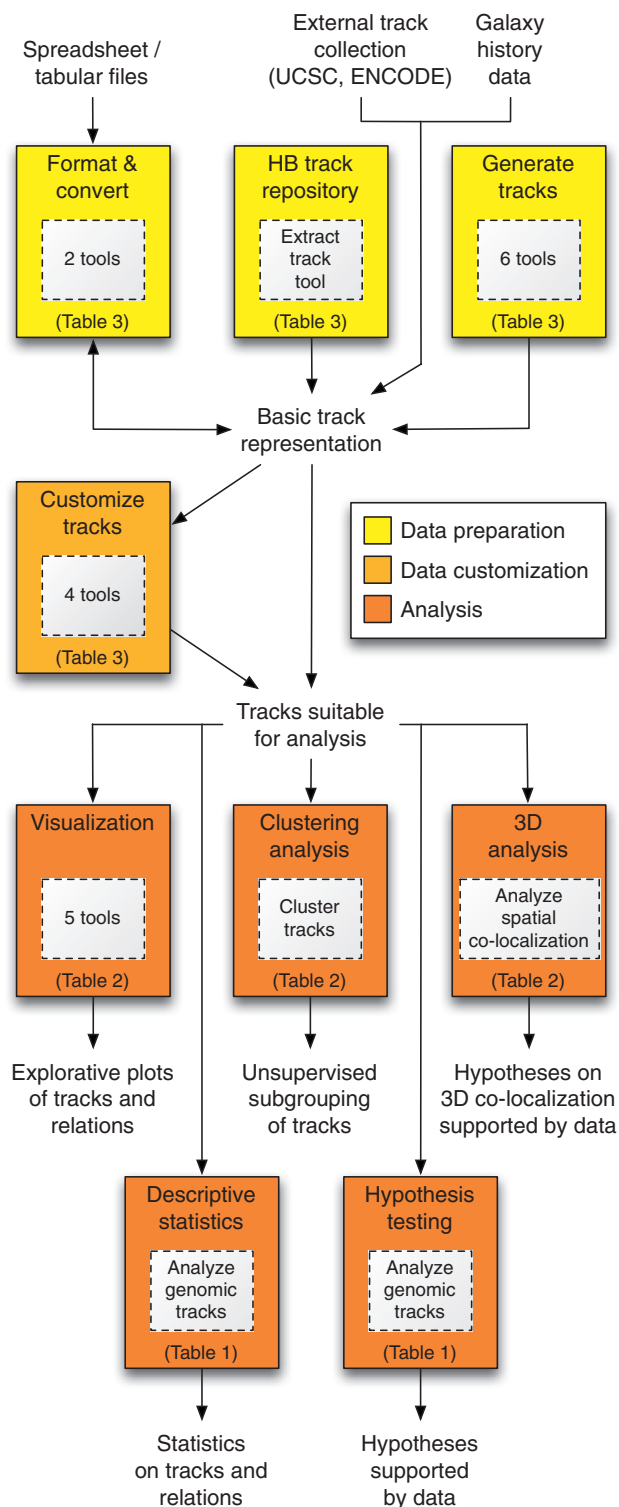 Spreadsheet /
tabular files
External track
collection
(UCSC, ENCODE)
Galaxy
history
data
Format &
convert
2 tools
(Table 3)
HB track
repository
Extract
track
tool
(Table 3)
Generate
tracks
6 tools
(Table 3)
Basic track
representation
Customize
tracks
4 tools
(Table 3)
Data preparation
Data customization
Analysis
Tracks suitable
for analysis
Visualization
5 tools
(Table 2)
Clustering
analysis
Cluster
tracks
(Table 2)
3D
analysis
Analyze
spatial
co-localization
(Table 2)
Explorative plots
of tracks and
relations
Unsupervised
subgrouping
of tracks
Hypotheses on
3D co-localization
supported by data
Descriptive
statistics
Analyze
genomic
tracks
(Table 1)
Hypothesis
testing
Analyze
genomic
tracks
(Table 1)
Statistics
on tracks and
relations
Hypotheses
supported
by data